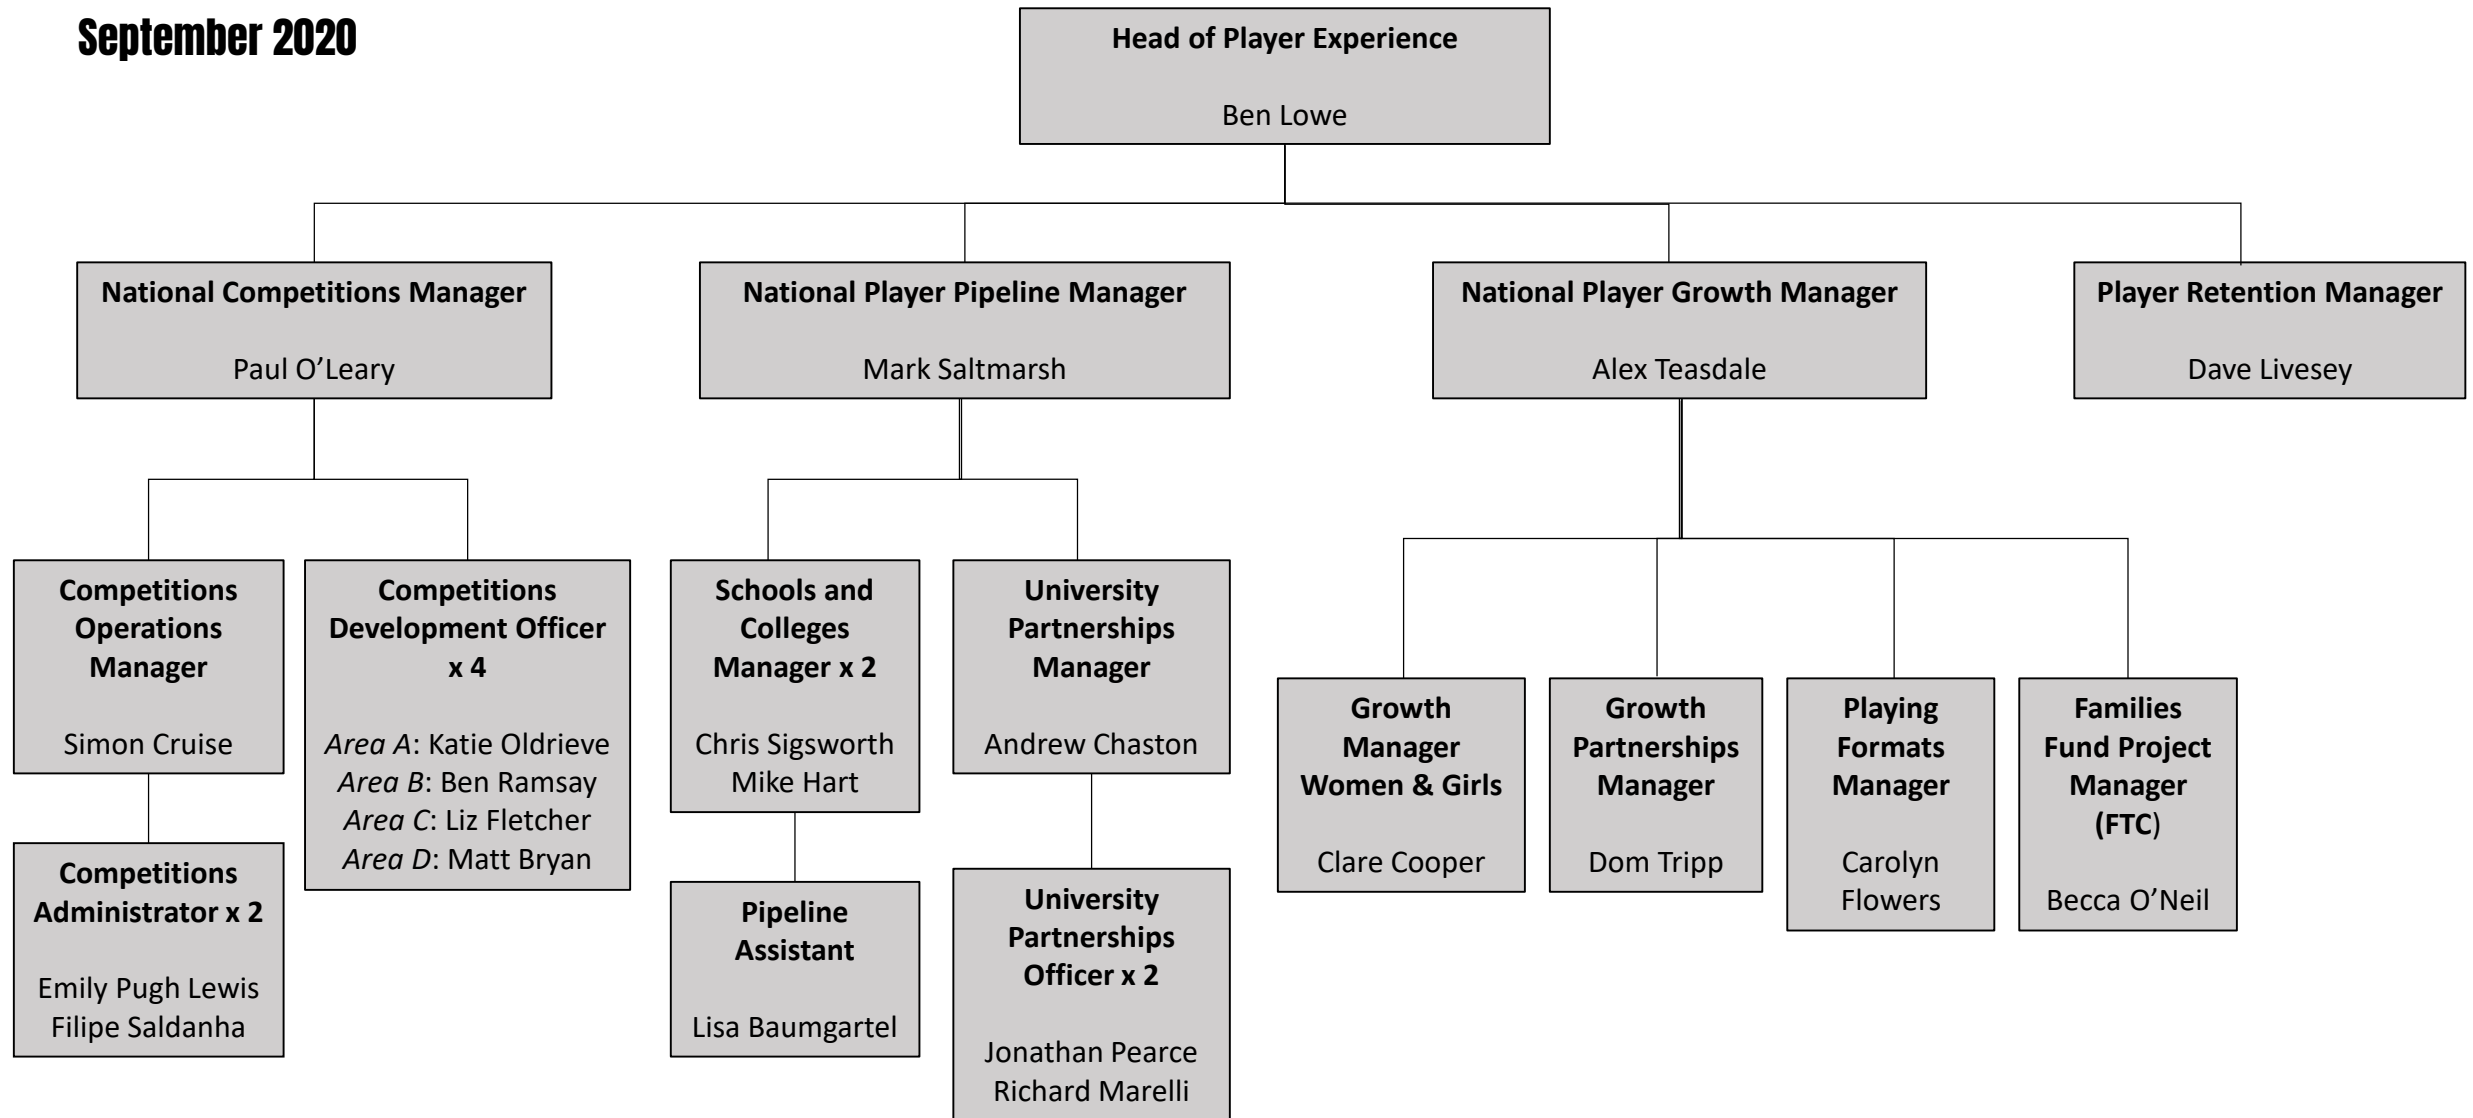 September 2020
Head of Player Experience
Ben Lowe
National Competitions Manager
Paul O’Leary
National Player Pipeline Manager
Mark Saltmarsh
National Player Growth Manager
Alex Teasdale
Player Retention Manager
Dave Livesey
Competitions
Operations
Manager
Simon Cruise
Competitions
Development Officer
x 4
Area A: Katie Oldrieve
Area B: Ben Ramsay
Area C: Liz Fletcher
Area D: Matt Bryan
Schools and
Colleges
Manager x 2
Chris Sigsworth
Mike Hart
University
Partnerships
Manager
Andrew Chaston
Growth
Manager
Women & Girls
Clare Cooper
Growth
Partnerships
Manager
Dom Tripp
Playing
Formats
Manager
Carolyn
Flowers
Families
Fund Project
Manager
(FTC)
Becca O’Neil
Competitions
Administrator x 2
Emily Pugh Lewis
Filipe Saldanha
Pipeline
Assistant
Lisa Baumgartel
University
Partnerships
Officer x 2
Jonathan Pearce
Richard Marelli